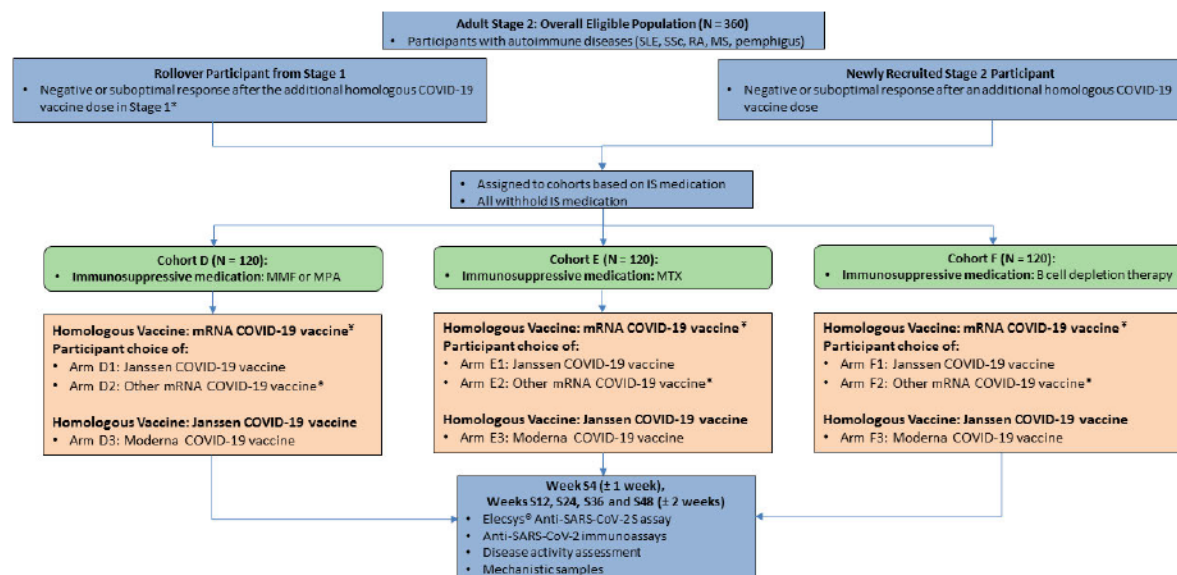 Adult Stage 2: Overall Eligible Population (N = 360)
• Participants with autoimmune diseases (SLE, SSc, RA, MS, pemphigus)
Rollover Participant from Stage 1
• Negative or suboptimal response after the additional homologous COVID-19
vaccine dose in Stage 1*
Newly Recruited Stage 2 Participant
• Negative or suboptimal response after an additional homologous COVID-19
vaccine dose
• Assigned to cohorts based on IS medication
• All withhold IS medication
Cohort D (N = 120):
• Immunosuppressive medication: MMF or MPA
Cohort E (N = 120):
• Immunosuppressive medication: MTX
Cohort F (N = 120):
• Immunosuppressive medication: B cell depletion therapy
Homologous Vaccine: mRNA COVID-19 vaccine¥
Participant choice of:
• Arm D1: Janssen COVID-19 vaccine
• Arm D2: Other mRNA COVID-19 vaccine*
Homologous Vaccine: Janssen COVID-19 vaccine
• Arm D3: Moderna COVID-19 vaccine
Homologous Vaccine: mRNA COVID-19 vaccine¥
Participant choice of:
• Arm E1: Janssen COVID-19 vaccine
• Arm E2: Other mRNA COVID-19 vaccine*
Homologous Vaccine: Janssen COVID-19 vaccine
• Arm E3: Moderna COVID-19 vaccine
Homologous Vaccine: mRNA COVID-19 vaccine¥
Participant choice of:
• Arm F1: Janssen COVID-19 vaccine
• Arm F2: Other mRNA COVID-19 vaccine*
Homologous Vaccine: Janssen COVID-19 vaccine
• Arm F3: Moderna COVID-19 vaccine
Week S4 (± 1 week),
Weeks S12, S24, S36 and S48 (± 2 weeks)
• Elecsys® Anti-SARS-CoV-2 S assay
• Anti-SARS-CoV-2 immunoassays
• Disease activity assessment
• Mechanistic samples